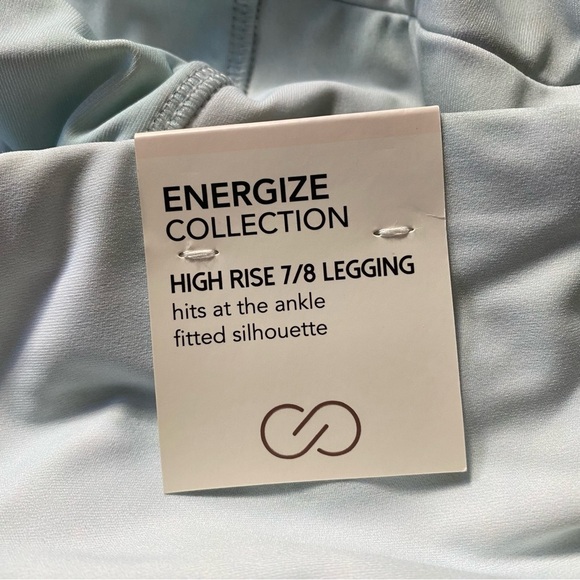 ENERGIZE
COLLECTION
HIGH RISE 7/8 LEGGING
hits at the ankle
fitted silhouette